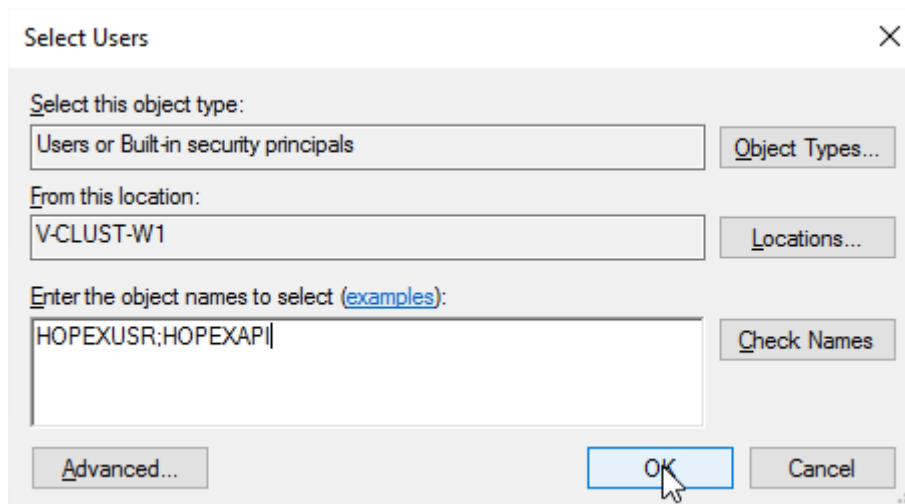 Select Users
Select this object type:
Users or Built-in security principals
Object Types...
From this location:
V-CLUST-W1
Locations...
Enter the object names to select (examples):
HOPEXUSR;HOPEXAPI
Check Names
Advanced...
OK
Cancel